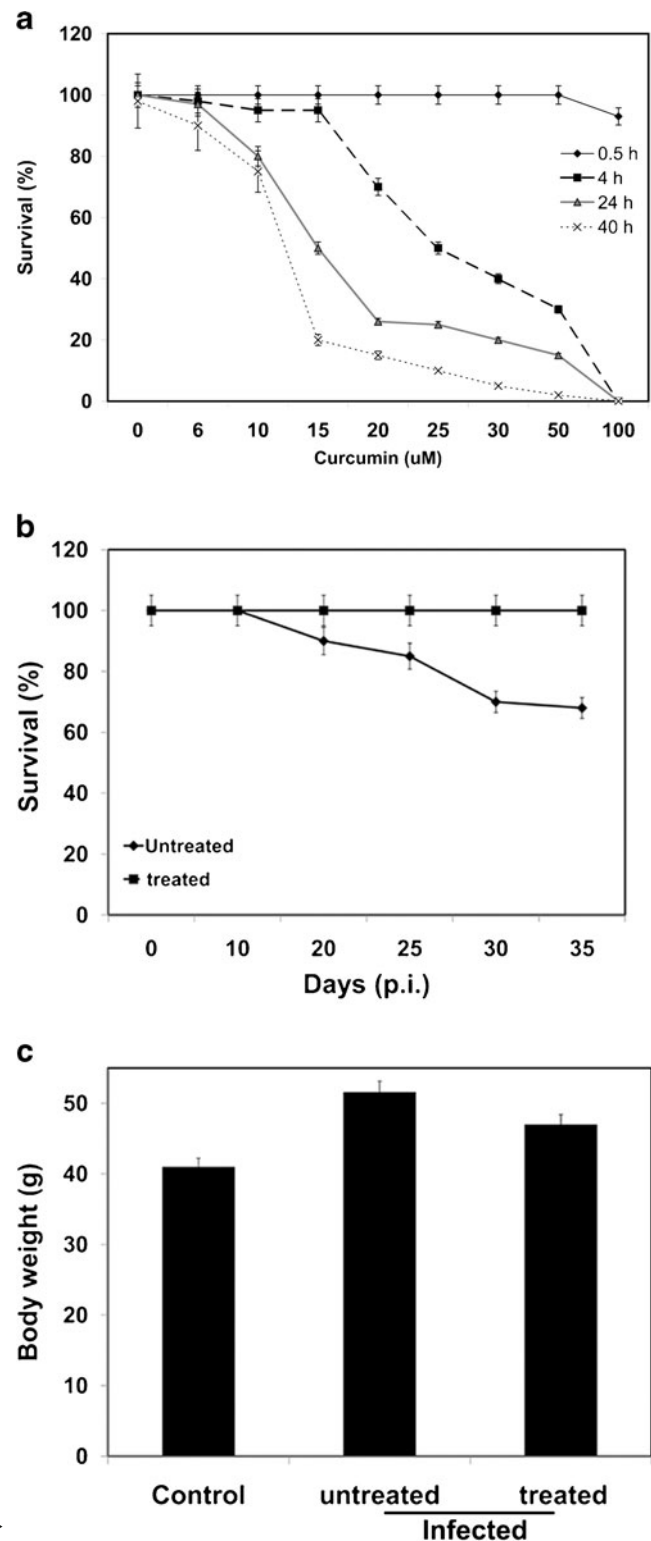 a
120
100
80
60
40
20
0
Survival (%)
0.5 h
4 h
24 h
40 h
0 6 10 15 20 25 30 50 100
Curcumin (uM)
b
120
100
80
60
40
20
0
Survival (%)
Untreated
treated
0 10 20 25 30 35
Days (p.i.)
c
50
40
30
20
10
0
Body weight (g)
Control untreated treated
Infected